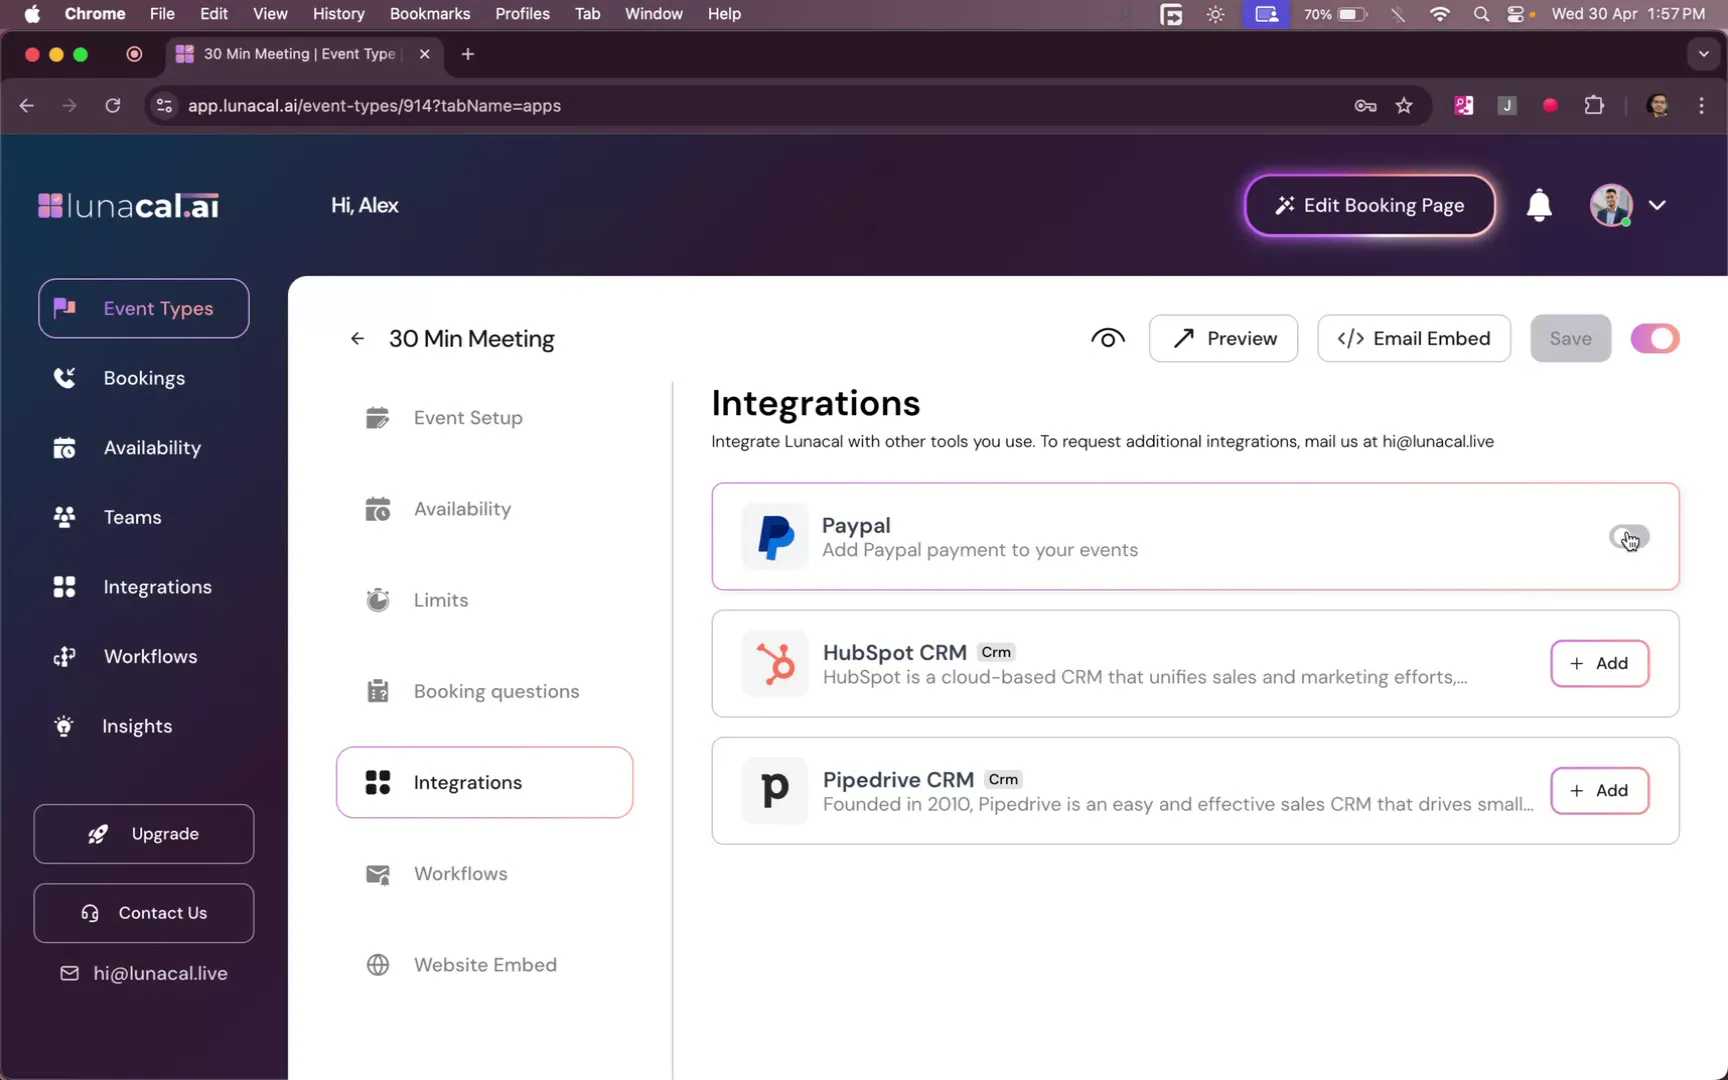 Chrome File Edit View History Bookmarks Profiles Tab Window Help 70% Wed 30 Apr 1:57 PM
30 Min Meeting | Event Type
app.lunacal.ai/event-types/914?tabName=apps
J
lunacal.ai
Hi, Alex
Edit Booking Page
Event Types
Bookings
Availability
Teams
Integrations
Workflows
Insights
Upgrade
Contact Us
hi@lunacal.live
30 Min Meeting
Preview
</> Email Embed
Save
Event Setup
Availability
Limits
Booking questions
Integrations
Workflows
Website Embed
Integrations
Integrate Lunacal with other tools you use. To request additional integrations, mail us at hi@lunacal.live
Paypal
Add Paypal payment to your events
HubSpot CRM Crm
HubSpot is a cloud-based CRM that unifies sales and marketing efforts,...
+ Add
Pipedrive CRM Crm
Founded in 2010, Pipedrive is an easy and effective sales CRM that drives small...
+ Add